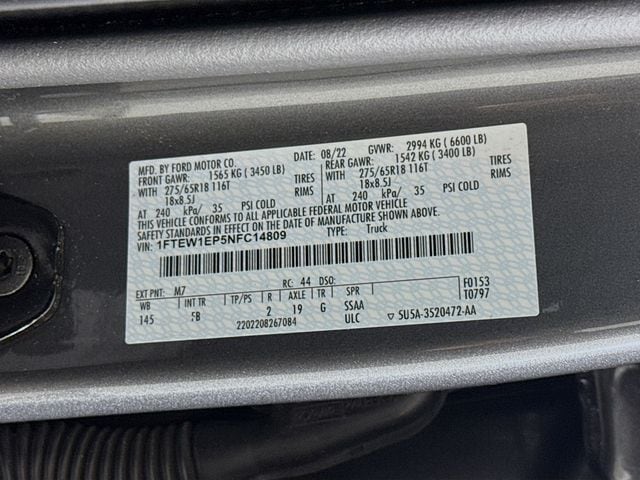 MFD. BY FORD MOTOR CO.
DATE: 08/22 GVWR: 2994 KG ( 6600 LB)
FRONT GAWR: 1565 KG ( 3450 LB) REAR GAWR: 1542 KG ( 3400 LB)
WITH 275/65R18 116T TIRES WITH 275/65R18 116T TIRES
18x8.5J RIMS 18x8.5J RIMS
AT 240 kPa/ 35 PSI COLD AT 240 kPa/ 35 PSI COLD
THIS VEHICLE CONFORMS TO ALL APPLICABLE FEDERAL MOTOR VEHICLE
SAFETY STANDARDS IN EFFECT ON THE DATE OF MANUFACTURE SHOWN ABOVE.
VIN: 1FTEW1EP5NFC14809 TYPE: Truck
EXT PNT: M7 RC: 44 DSO: F0153
WB INT TR TP/PS R AXLE TR SPR T0797
145 2 19 G SSAA
2202208267084 ULC 5U5A-3520472-AA